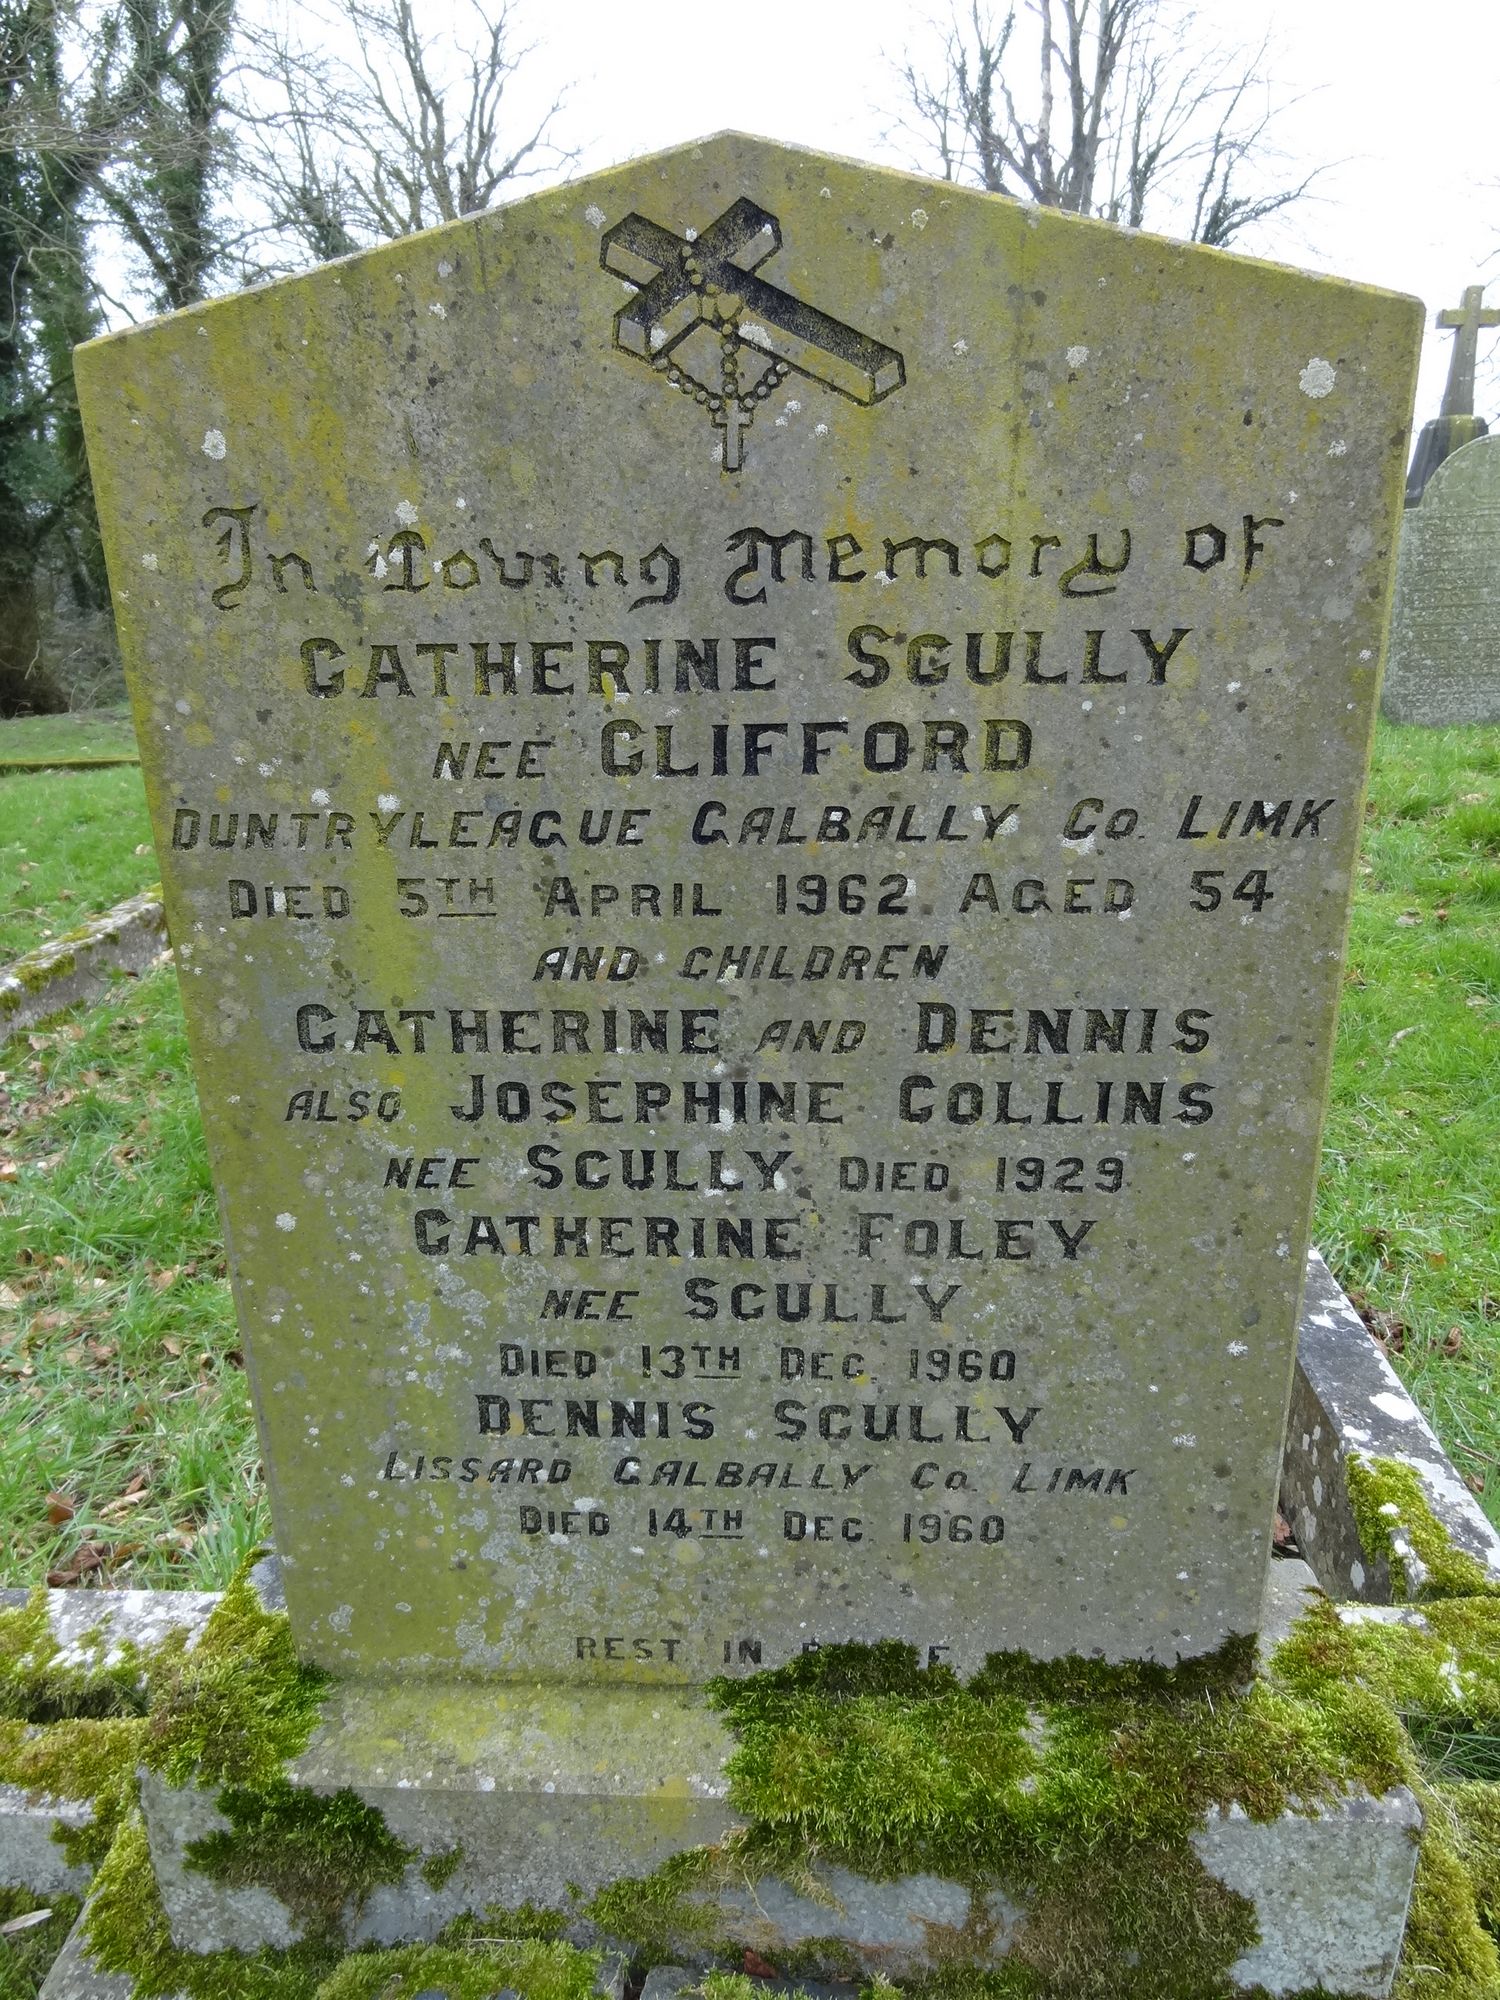 In Loving Memory of
CATHERINE SCULLY
NEE CLIFFORD
DUNTRYLEAGUE GALBALLY CO. LIMK
DIED 5TH APRIL 1962 AGED 54
AND CHILDREN
CATHERINE AND DENNIS
ALSO JOSEPHINE COLLINS
NEE SCULLY DIED 1929
CATHERINE FOLEY
NEE SCULLY
DIED 13TH DEC. 1960
DENNIS SCULLY
LISSARD GALBALLY CO. LIMK
DIED 14TH DEC. 1960
REST IN